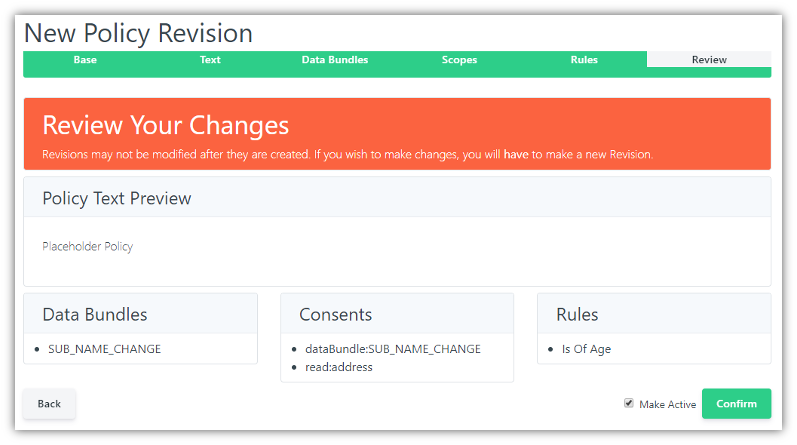 New Policy Revision
Base Text Data Bundles Scopes Rules Review
Review Your Changes
Revisions may not be modified after they are created. If you wish to make changes, you will have to make a new Revision.
Policy Text Preview
Placeholder Policy
Data Bundles Consents Rules
SUB_NAME_CHANGE dataBundle:SUB_NAME_CHANGE Is Of Age
read:address
Back Make Active Confirm